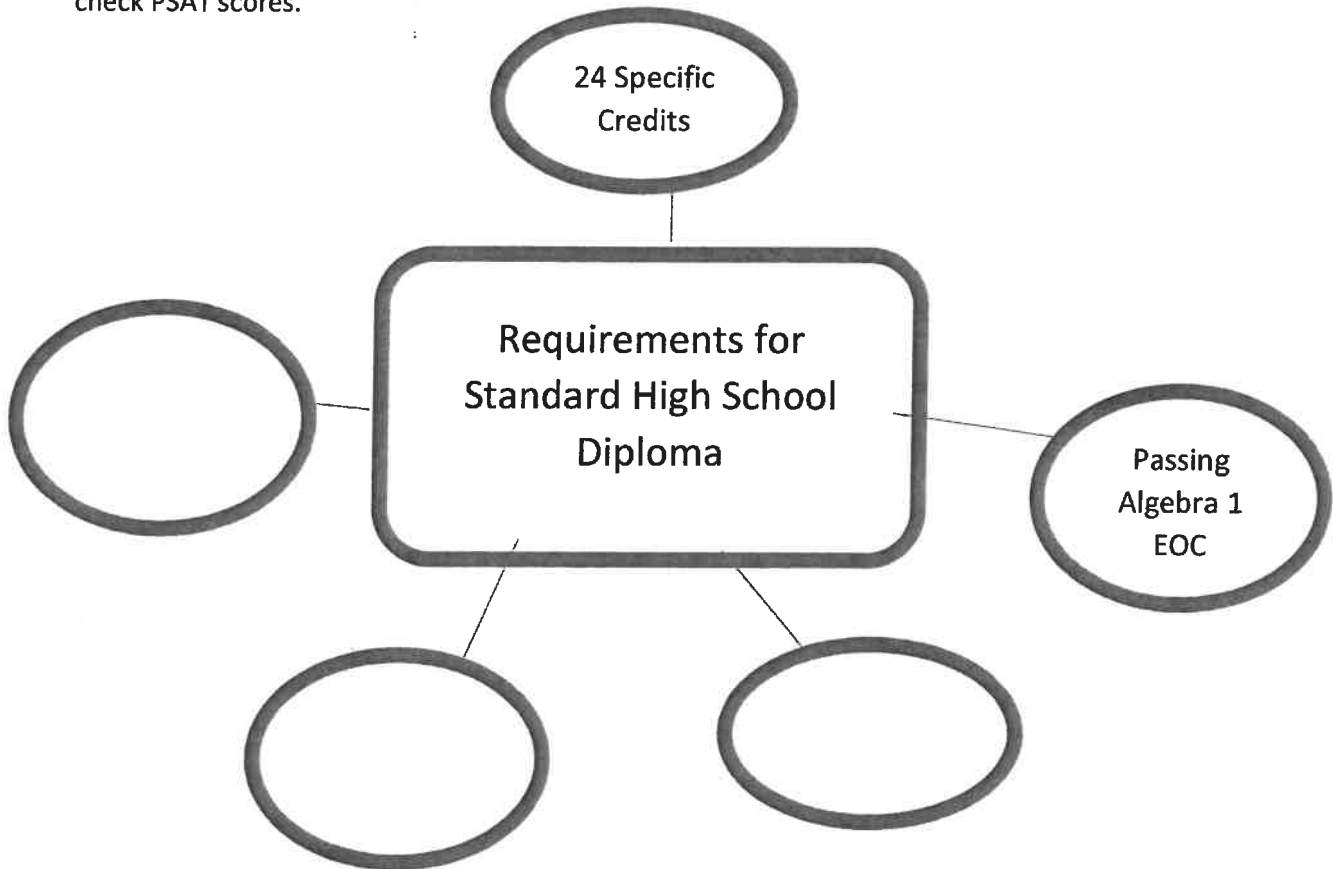 check PSAT scores.
24 Specific
Credits
Requirements for
Standard High School
Diploma
Passing
Algebra 1
EOC